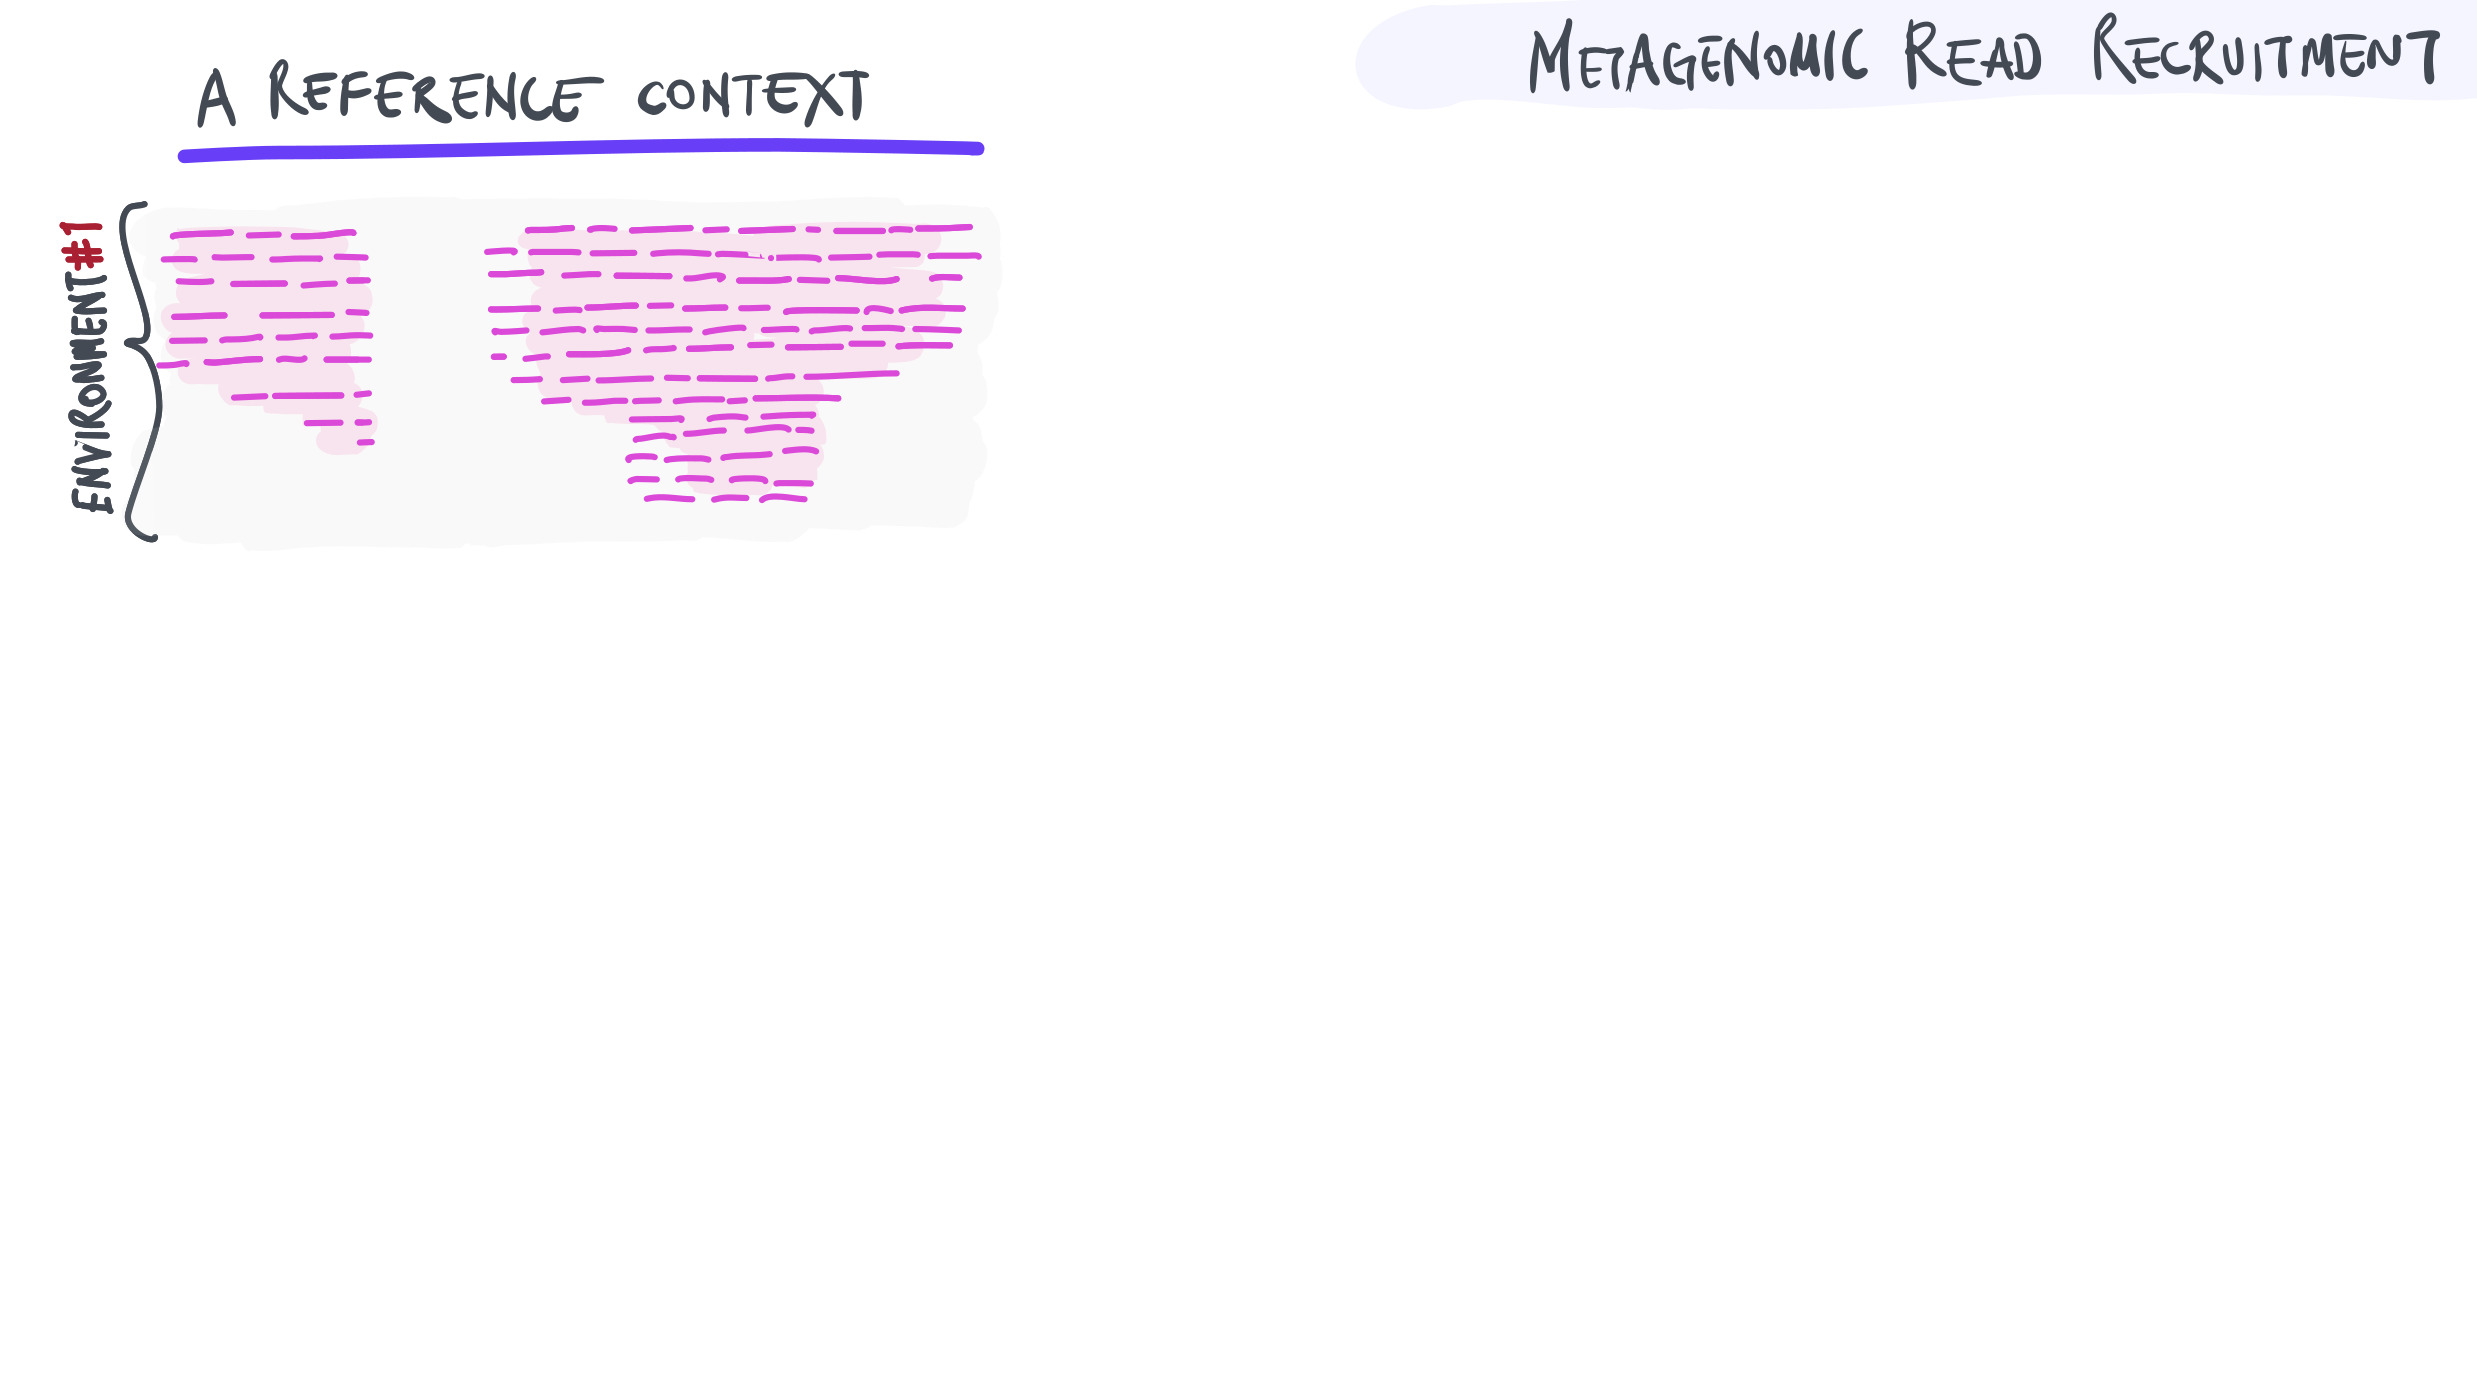 METAGENOMIC READ RECRUITMENT
A REFERENCE CONTEXT
ENVIRONMENT #1